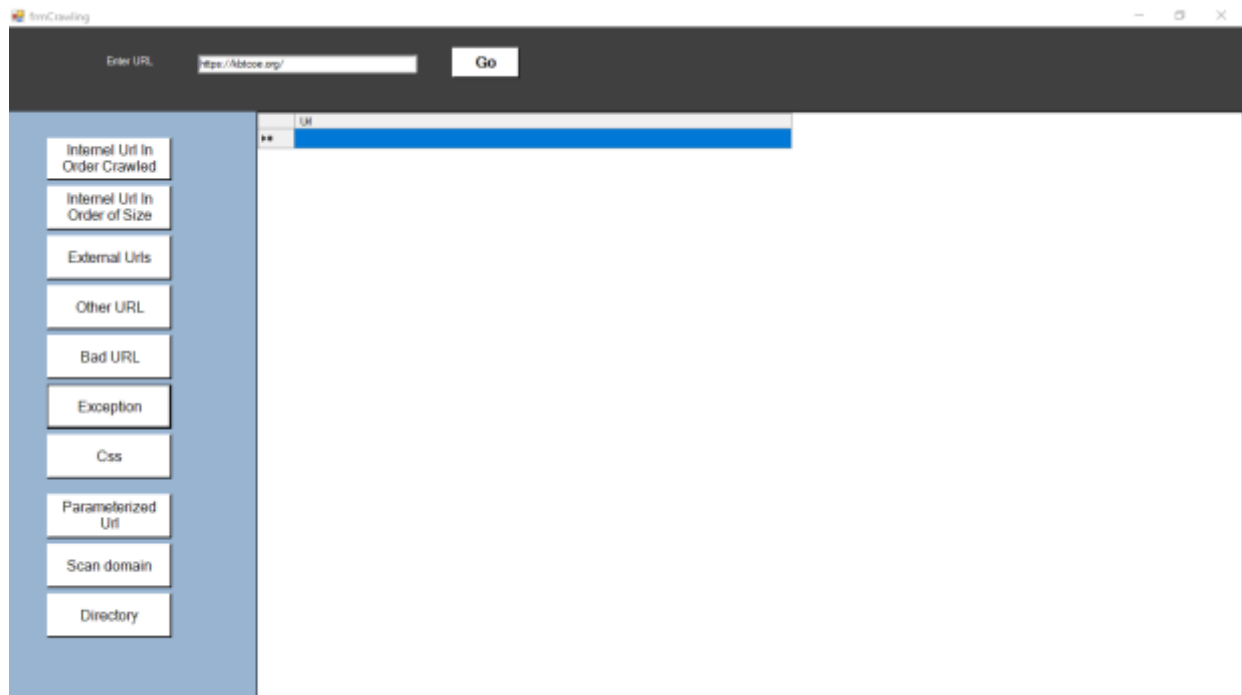 frmCrawling
Enter URL
https://kbtcoe.org/
Go
Url
Internel Url In
Order Crawled
Internel Url In
Order of Size
External Urls
Other URL
Bad URL
Exception
Css
Parameterized
Url
Scan domain
Directory